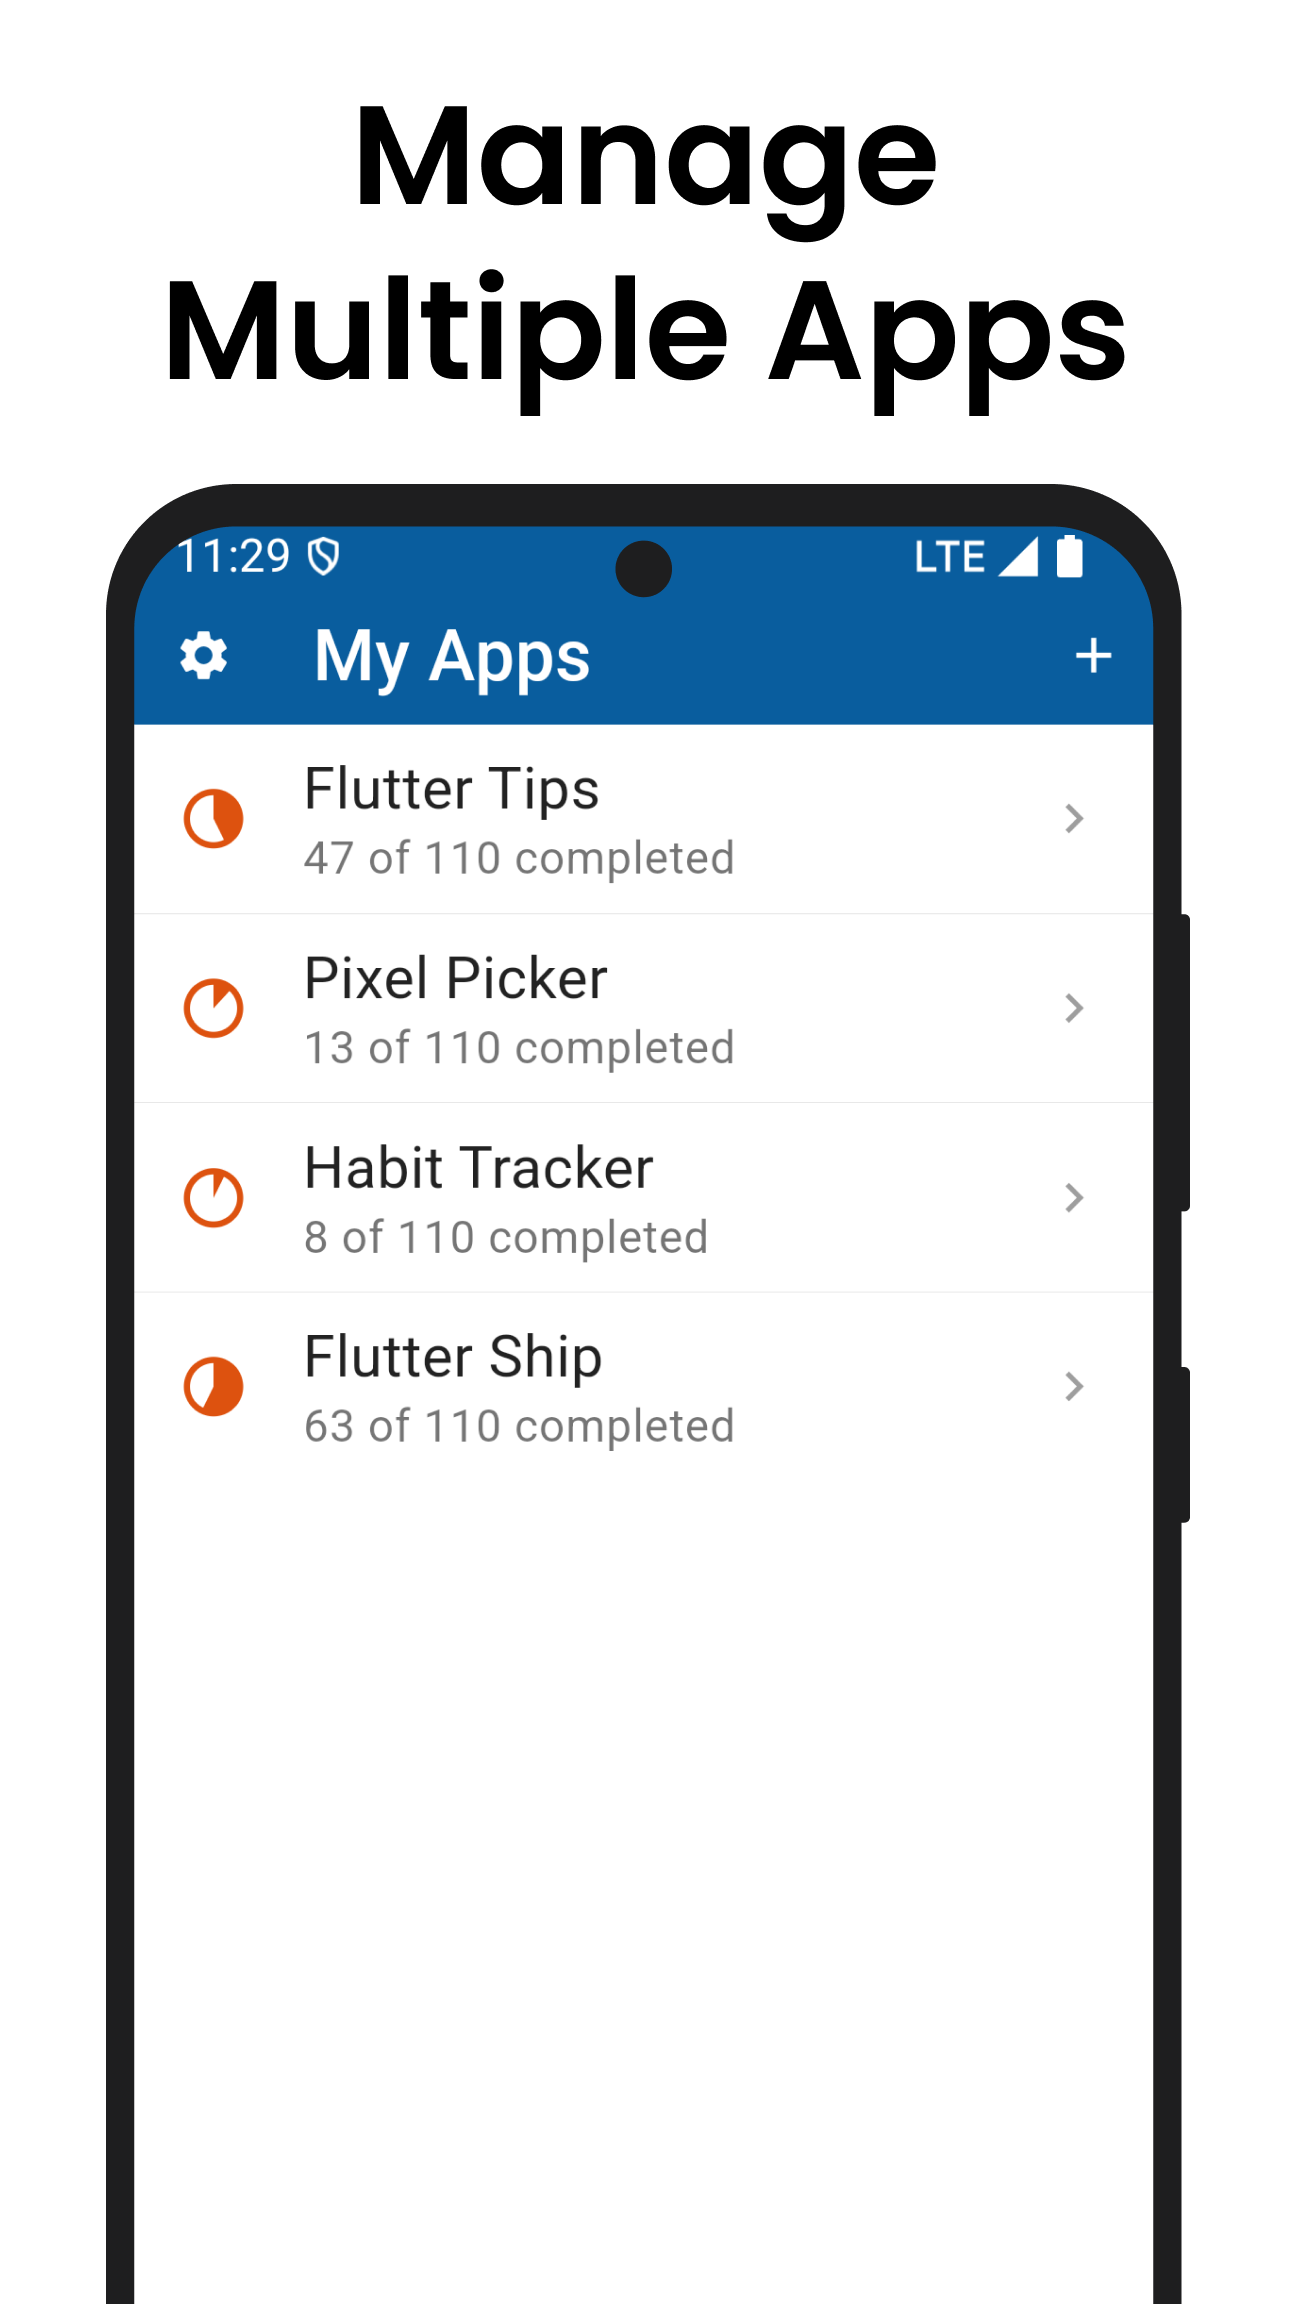 Manage
Multiple Apps
11:29 LTE
My Apps
Flutter Tips
47 of 110 completed
Pixel Picker
13 of 110 completed
Habit Tracker
8 of 110 completed
Flutter Ship
63 of 110 completed